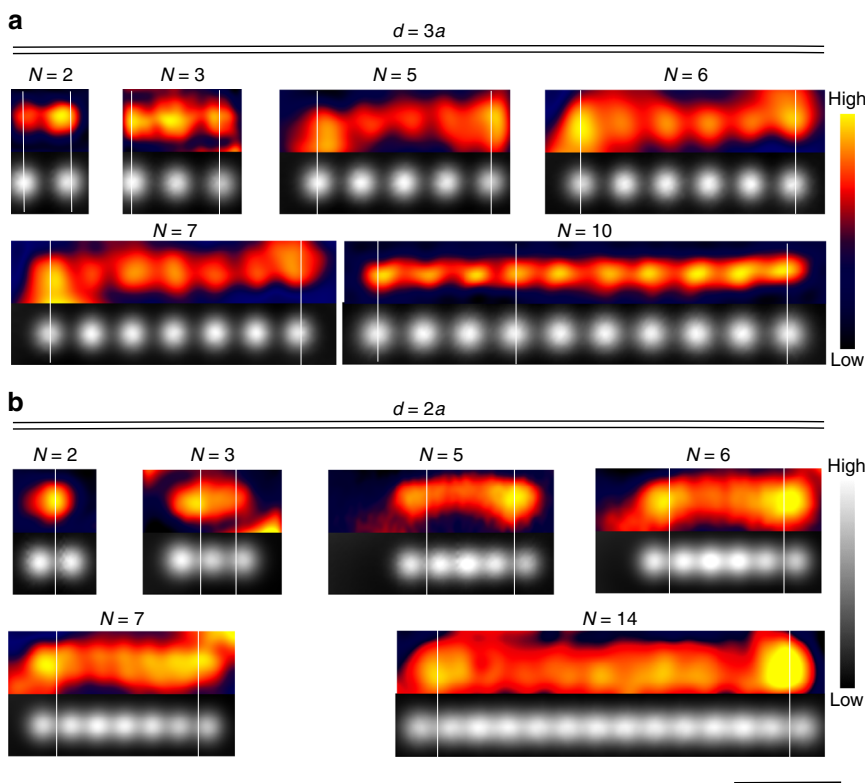 a
d = 3a
N = 2
N = 3
N = 5
N = 6
High
N = 7
N = 10
Low
b
d = 2a
N = 2
N = 3
N = 5
N = 6
High
N = 7
N = 14
Low